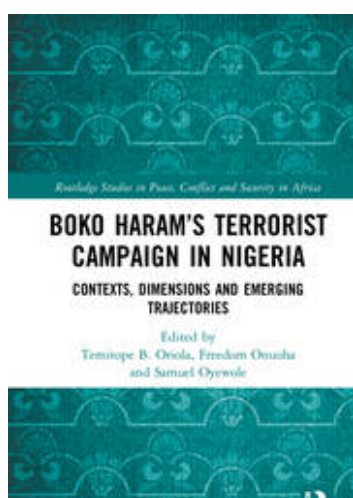 Routledge Studies in Peace, Conflict and Security in Africa
BOKO HARAM'S TERRORIST
CAMPAIGN IN NIGERIA
CONTEXTS, DIMENSIONS AND EMERGING
TRAJECTORIES
Edited by
Temitope B. Oriola, Freedom Onuoha
and Samuel Oyewole